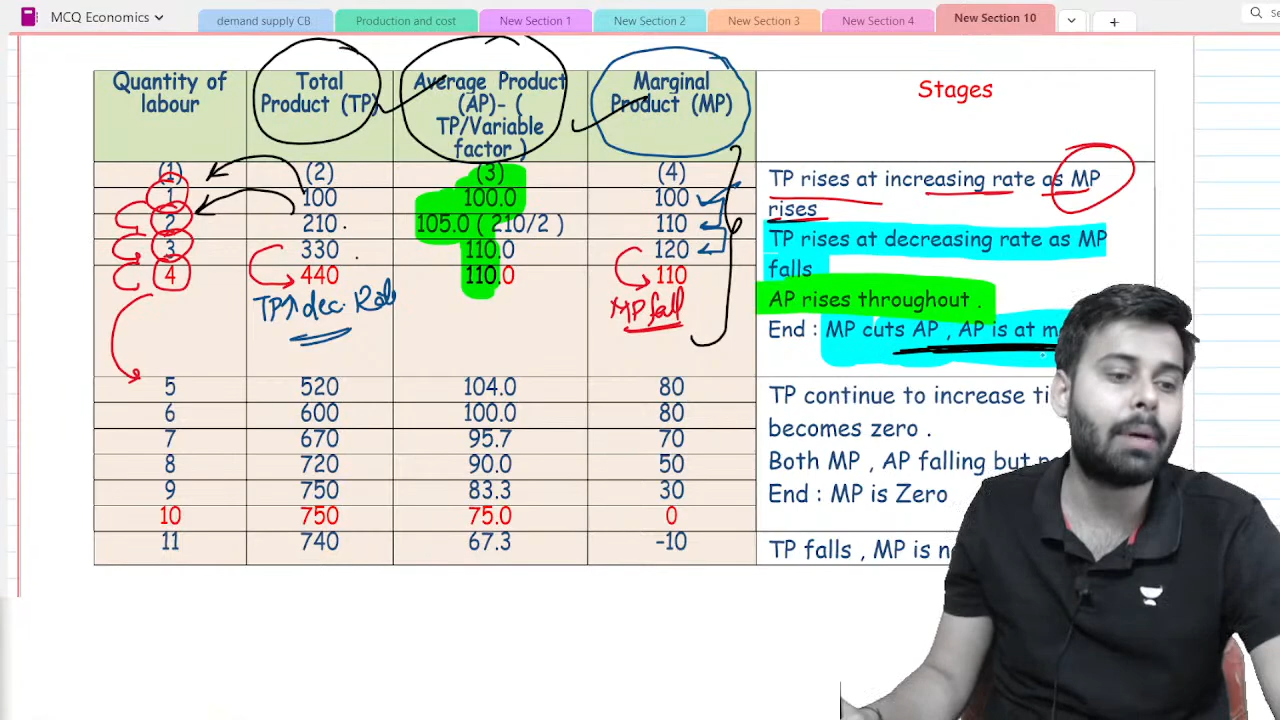 MCQ Economics
demand supply CB
Production and cost
New Section 1
New Section 2
New Section 3
New Section 4
New Section 10
Quantity of labour
Total Product (TP)
Average Product (AP)- ( TP/Variable factor )
Marginal Product (MP)
Stages
(1) (2) (3) (4)
1 100 100.0 100
2 210 105.0 ( 210/2 ) 110
3 330 110.0 120
4 440 110.0 110
TP↑ dec. Rate
MP fall
TP rises at increasing rate as MP
rises
TP rises at decreasing rate as MP
falls
AP rises throughout .
End : MP cuts AP , AP is at
5 520 104.0 80
6 600 100.0 80
7 670 95.7 70
8 720 90.0 50
9 750 83.3 30
10 750 75.0 0
11 740 67.3 -10
TP continue to increase
becomes zero .
Both MP , AP falling but
End : MP is Zero
TP falls , MP is